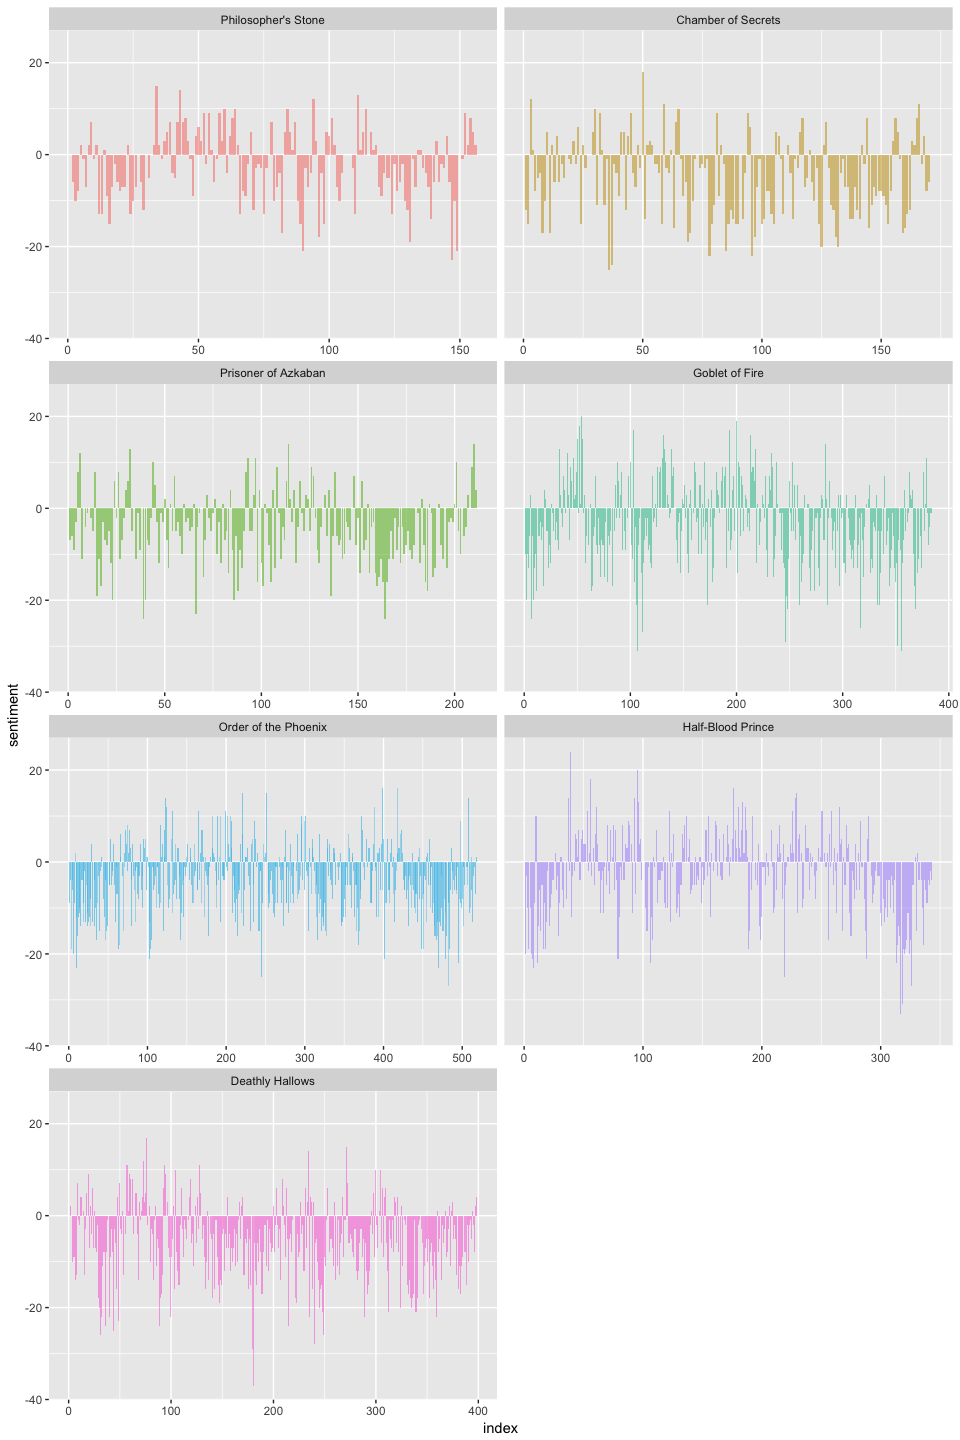 Philosopher's Stone
Chamber of Secrets
20
0
-20
-40
0 50 100 150
0 50 100 150
Prisoner of Azkaban
Goblet of Fire
20
0
-20
-40
0 50 100 150 200
0 100 200 300 400
sentiment
Order of the Phoenix
Half-Blood Prince
20
0
-20
-40
0 100 200 300 400 500
0 100 200 300
Deathly Hallows
20
0
-20
-40
0 100 200 300 400
index